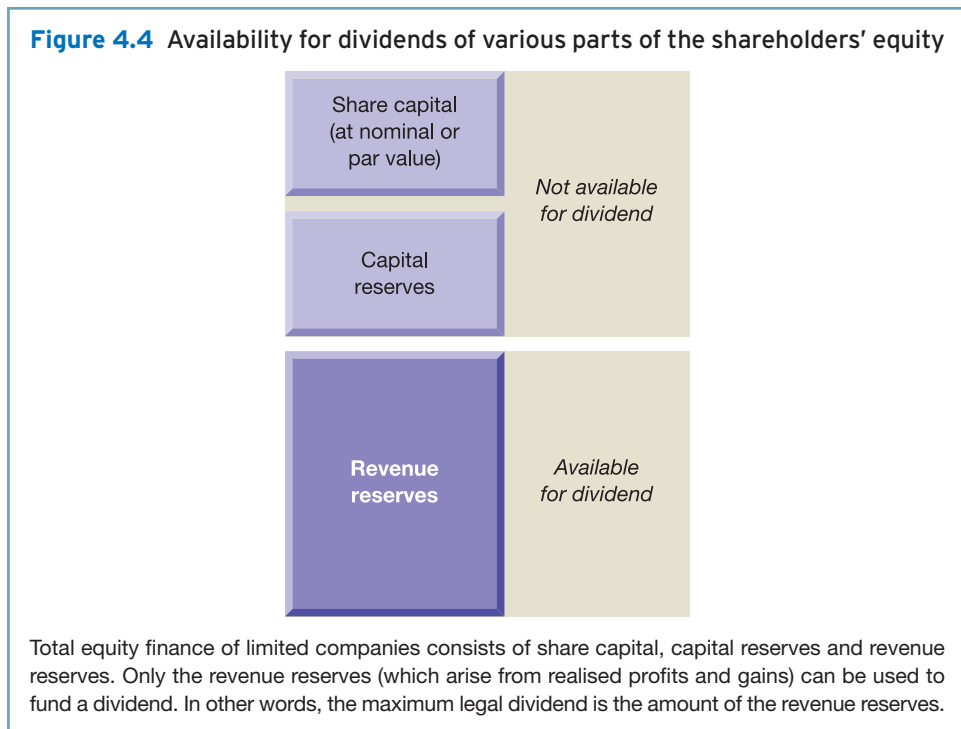 Figure 4.4 Availability for dividends of various parts of the shareholders’ equity
Share capital
(at nominal or
par value)
Not available
for dividend
Capital
reserves
Revenue
reserves
Available
for dividend
Total equity finance of limited companies consists of share capital, capital reserves and revenue
reserves. Only the revenue reserves (which arise from realised profits and gains) can be used to
fund a dividend. In other words, the maximum legal dividend is the amount of the revenue reserves.